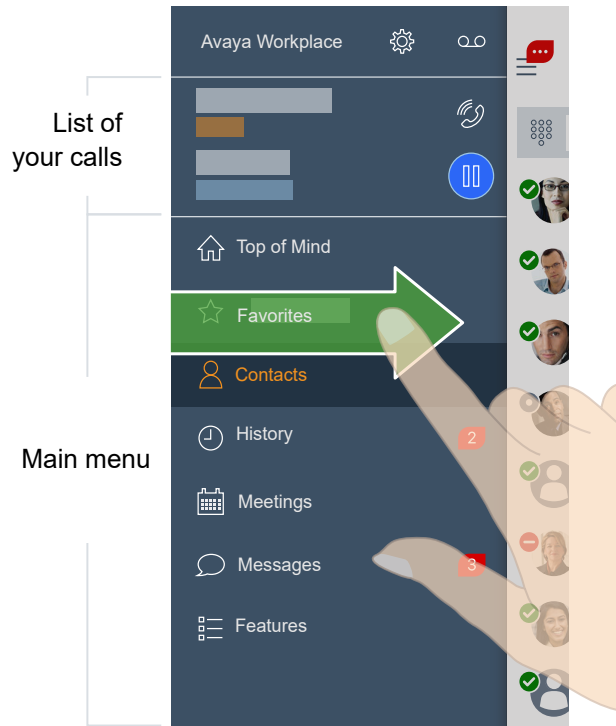 Avaya Workplace
List of
your calls
Top of Mind
Favorites
Contacts
Main menu
History
2
Meetings
Messages
3
Features